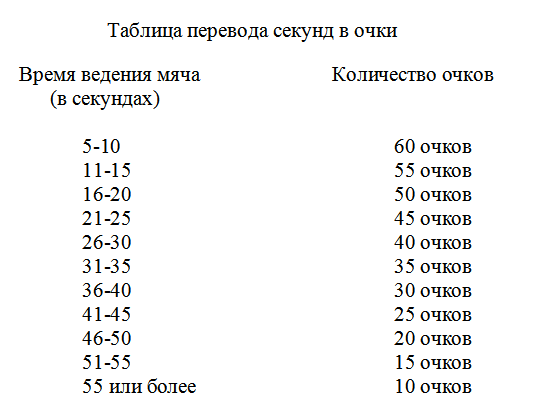 Таблица перевода секунд в очки
Время ведения мяча Количество очков
(в секундах)
5-10 60 очков
11-15 55 очков
16-20 50 очков
21-25 45 очков
26-30 40 очков
31-35 35 очков
36-40 30 очков
41-45 25 очков
46-50 20 очков
51-55 15 очков
55 или более 10 очков